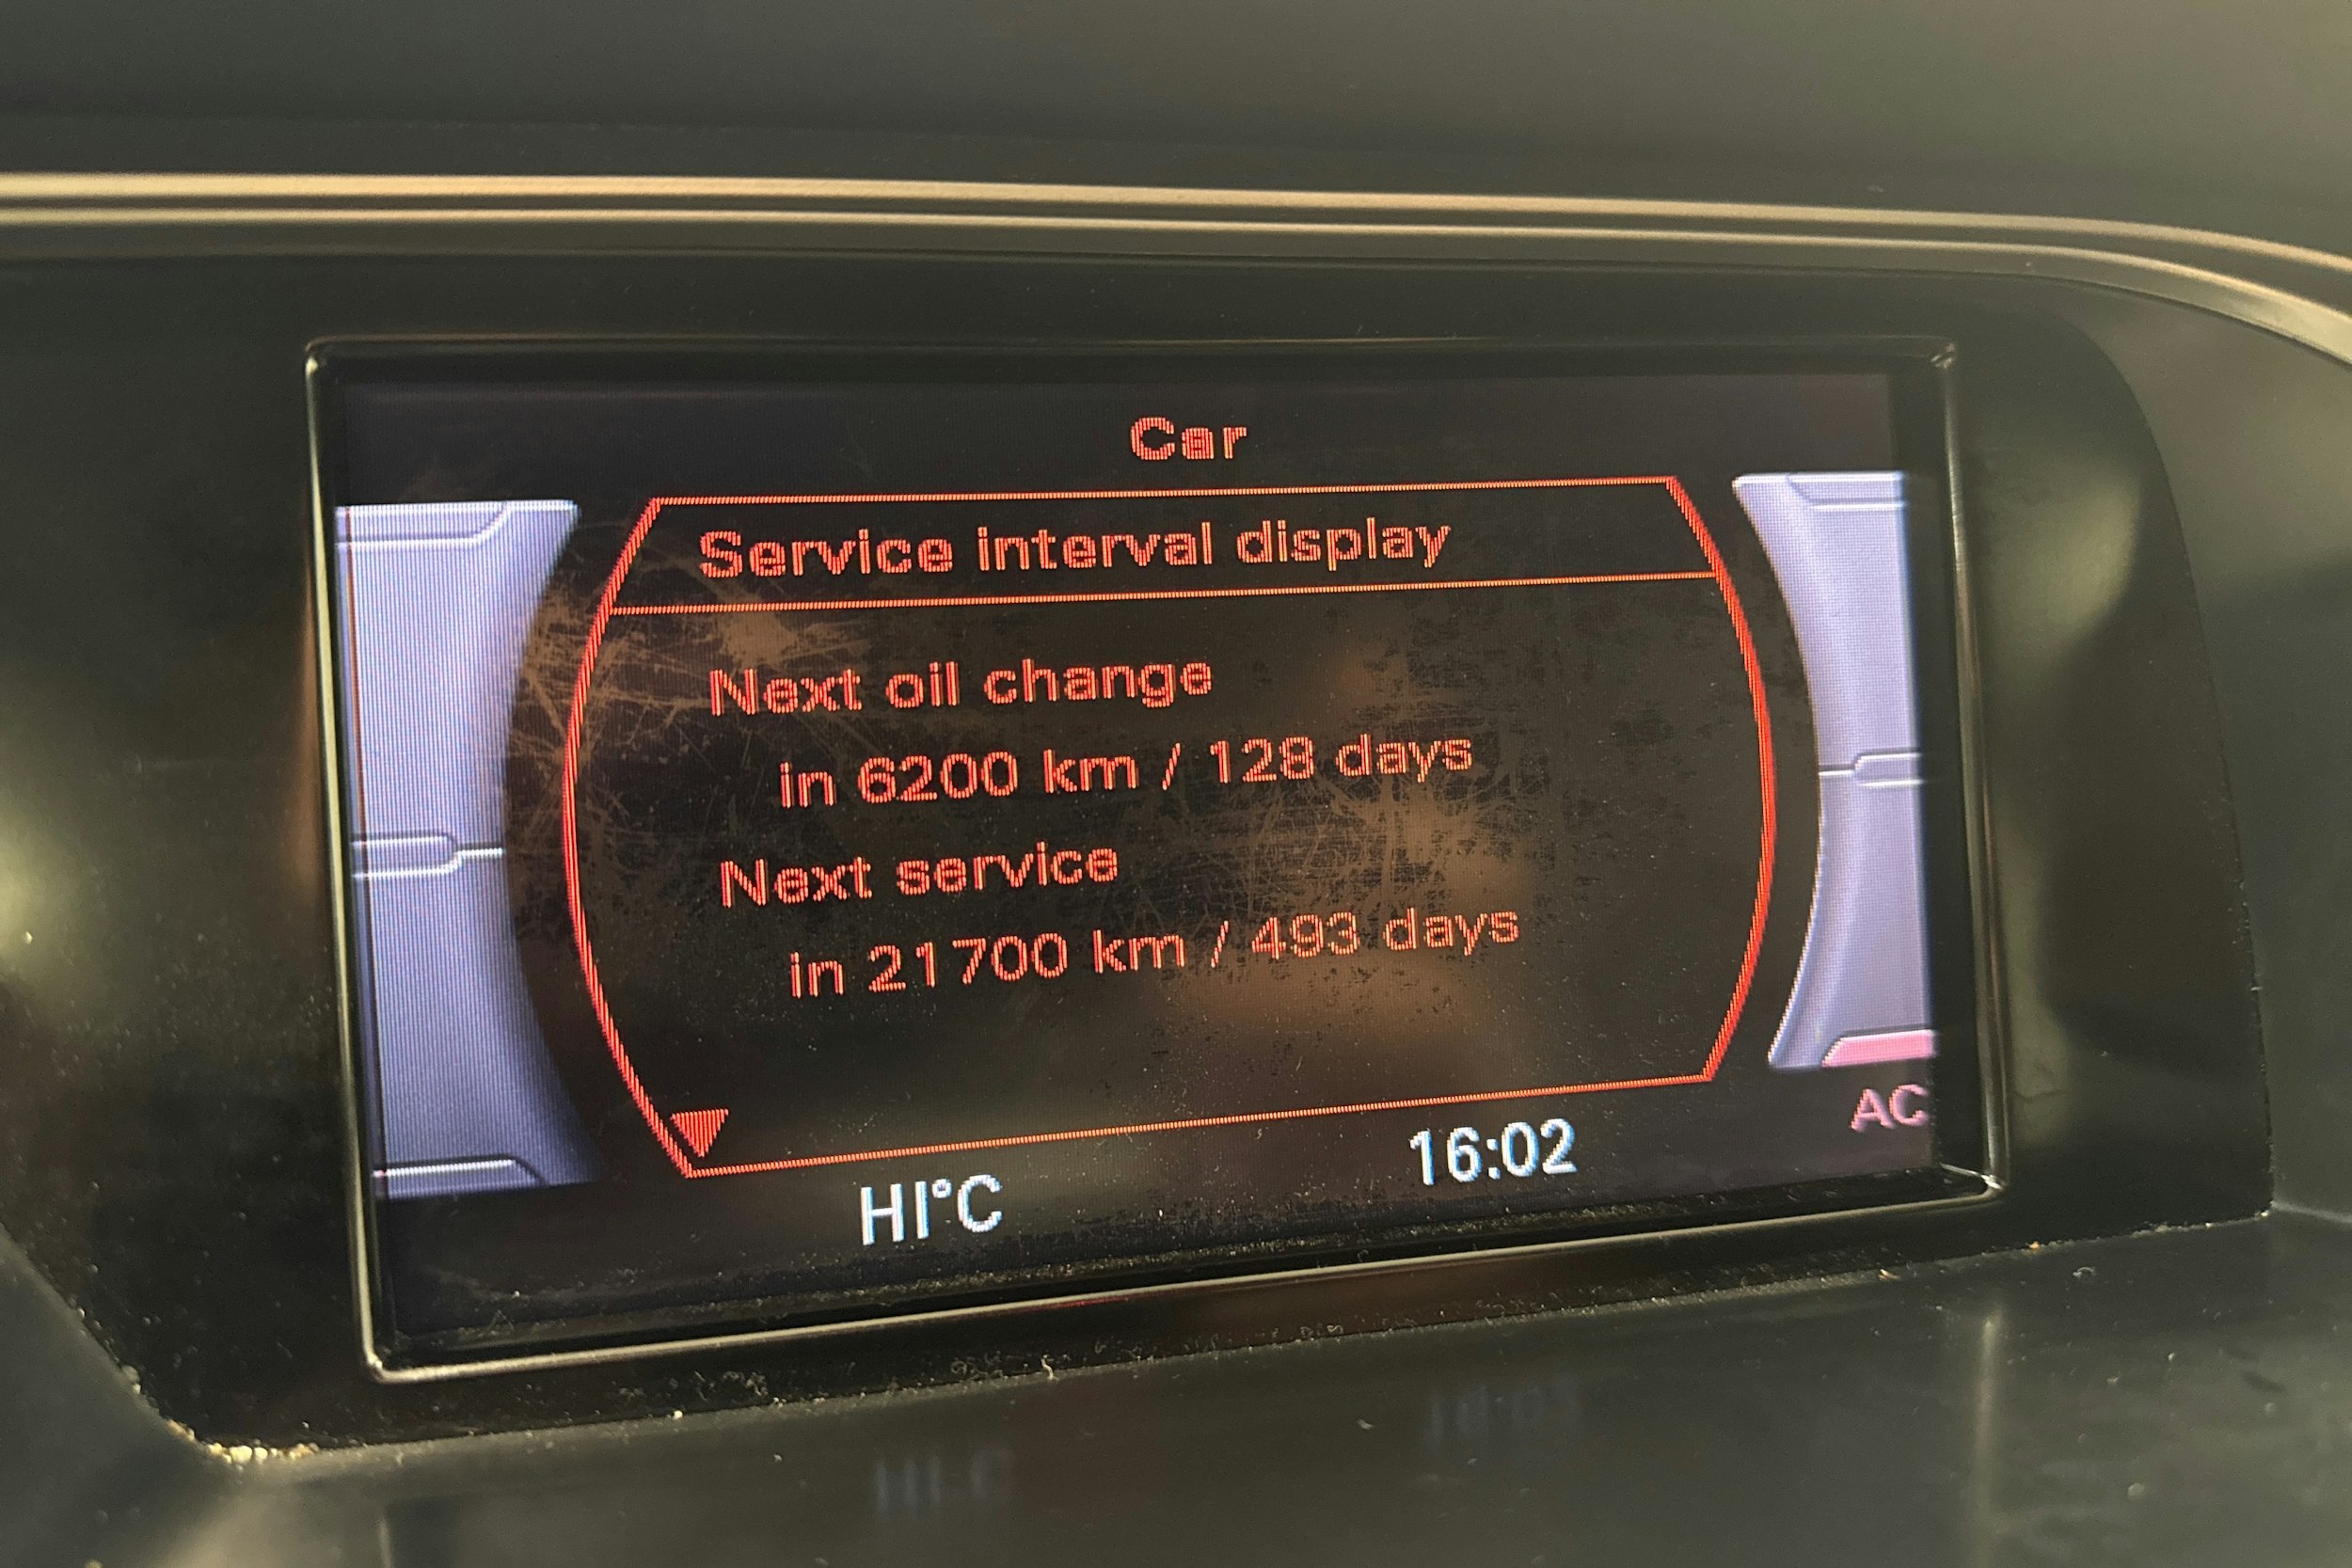 Car
Service interval display
Next oil change
in 6200 km / 128 days
Next service
in 21700 km / 493 days
HI°C
16:02
AC